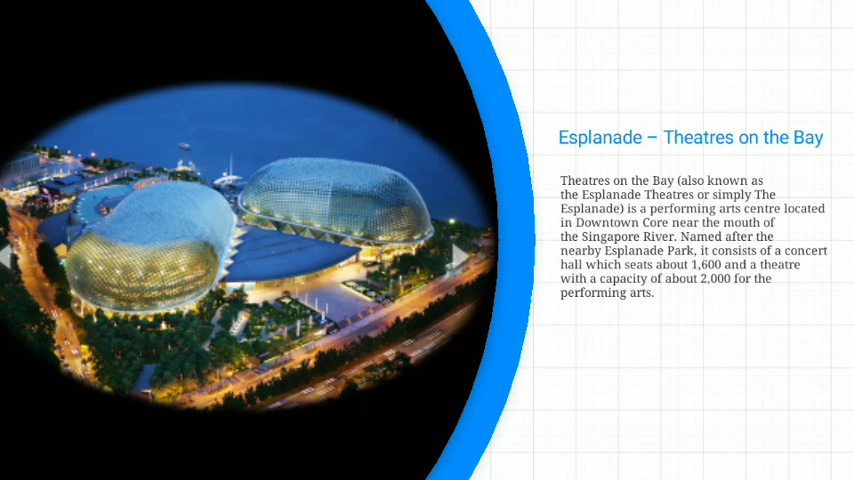 Esplanade – Theatres on the Bay
Theatres on the Bay (also known as
the Esplanade Theatres or simply The
Esplanade) is a performing arts centre located
in Downtown Core near the mouth of
the Singapore River. Named after the
nearby Esplanade Park, it consists of a concert
hall which seats about 1,600 and a theatre
with a capacity of about 2,000 for the
performing arts.